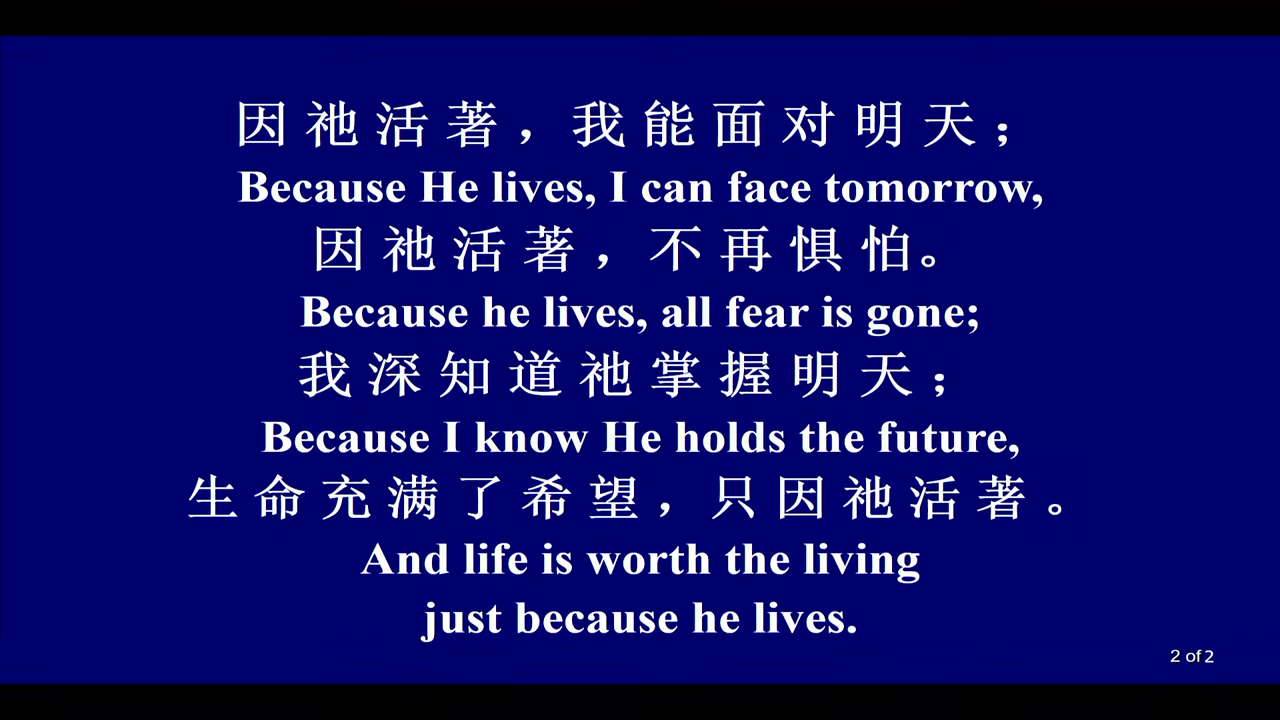 因祂活著，我能面对明天；
Because He lives, I can face tomorrow,
因祂活著，不再惧怕。
Because he lives, all fear is gone;
我深知道祂掌握明天；
Because I know He holds the future,
生命充满了希望，只因祂活著。
And life is worth the living
just because he lives.
2 of 2